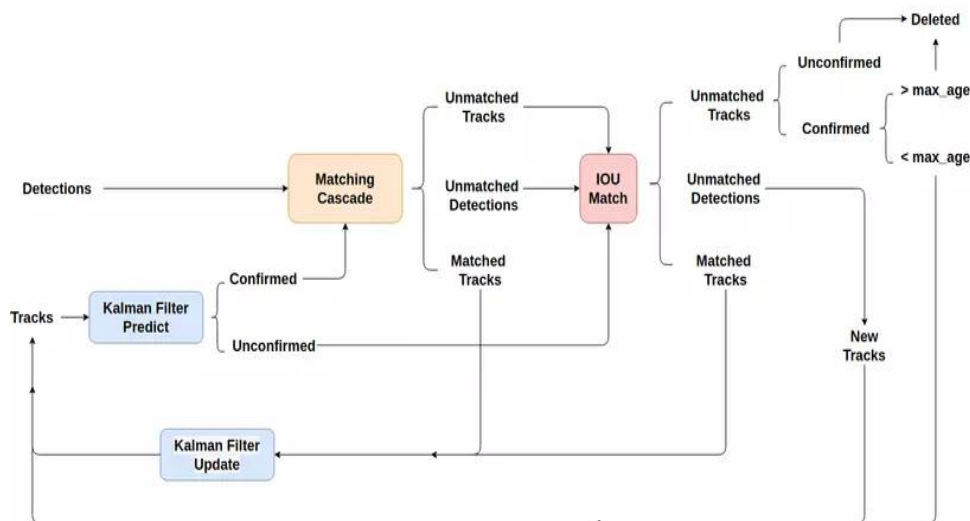 Deleted
Unconfirmed
> max_age
Unmatched
Tracks
Unmatched
Tracks
Confirmed
< max_age
Detections
Matching
Cascade
Unmatched
Detections
IOU
Match
Unmatched
Detections
Matched
Tracks
Matched
Tracks
Confirmed
Tracks
Kalman Filter
Predict
Unconfirmed
New
Tracks
Kalman Filter
Update